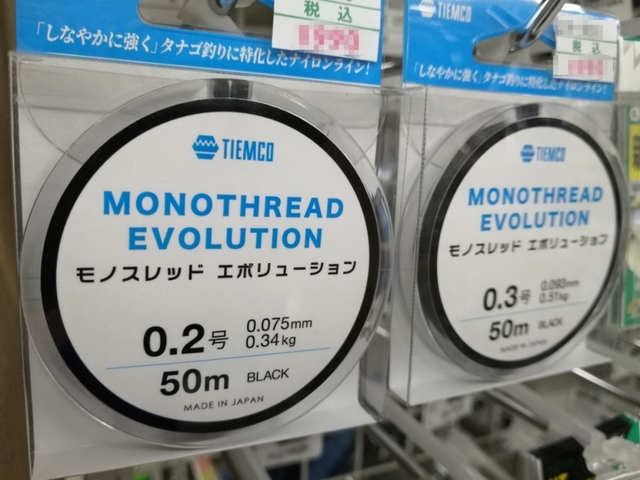 税込
「しなやかに強く」タナゴ釣りに特化したナイロンライン!
TIEMCO
MONOTHREAD
EVOLUTION
モノスレッド エボリューション
0.2号 0.075mm
0.34kg
50m BLACK
MADE IN JAPAN
TIEMCO
税込
「しなやかに強く」タナゴ釣りに特化したナイロンライン!
TIEMCO
MONOTHREAD
EVOLUTION
モノスレッド エボリューション
0.3号 0.093mm
0.51kg
50m BLACK
MADE IN JAPAN